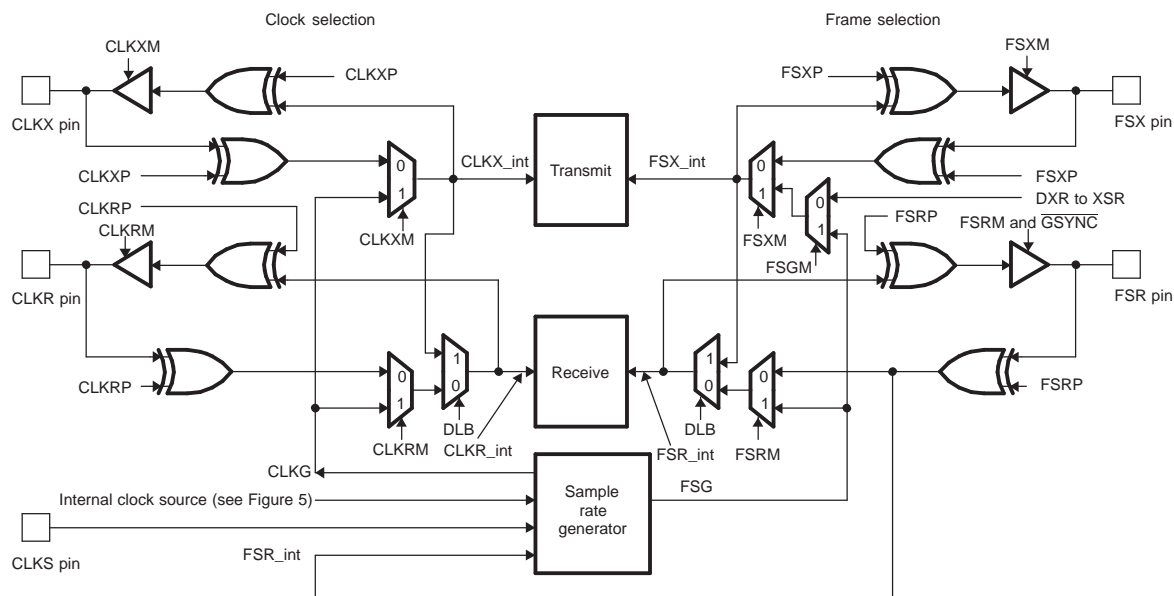 Clock selection
Frame selection
CLKXM
CLKXP
FSXP
FSXM
CLKX pin
FSX pin
CLKXP
0
1
CLKX_int
Transmit
FSX_int
0
1
FSXP
CLKRP
CLKXM
FSXM
0
1
DXR to XSR
FSRP
FSRM and GSYNC
CLKRM
FSGM
CLKR pin
FSR pin
CLKRP
0
1
1
0
Receive
1
0
0
1
FSRP
CLKRM
DLB
CLKR_int
FSR_int
DLB
FSRM
CLKG
FSG
Internal clock source (see Figure 5)
Sample
rate
generator
CLKS pin
FSR_int